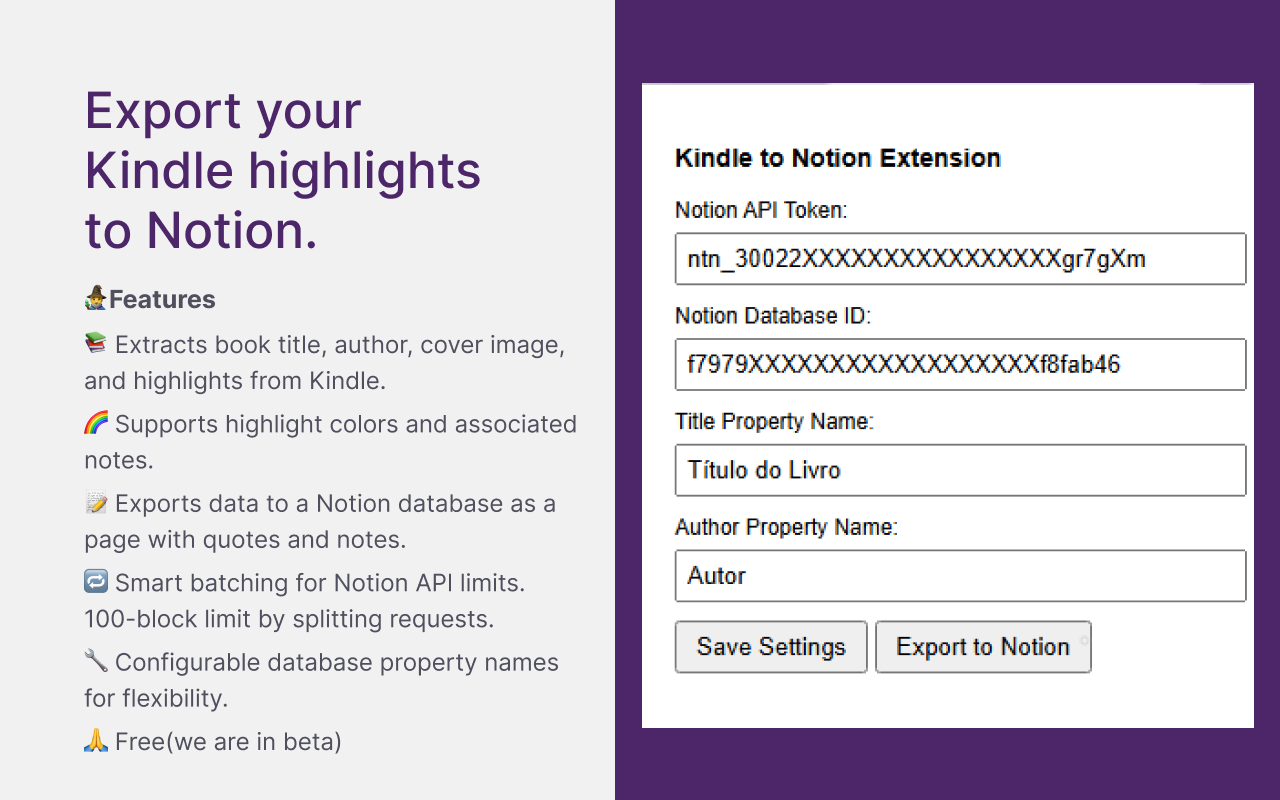 Export your
Kindle highlights
to Notion.
Features
Extracts book title, author, cover image,
and highlights from Kindle.
Supports highlight colors and associated
notes.
Exports data to a Notion database as a
page with quotes and notes.
Smart batching for Notion API limits.
100-block limit by splitting requests.
Configurable database property names
for flexibility.
Free(we are in beta)
Kindle to Notion Extension
Notion API Token:
ntn_30022XXXXXXXXXXXXXXXXgr7gXm
Notion Database ID:
f7979XXXXXXXXXXXXXXXXXXf8fab46
Title Property Name:
Título do Livro
Author Property Name:
Autor
Save Settings
Export to Notion